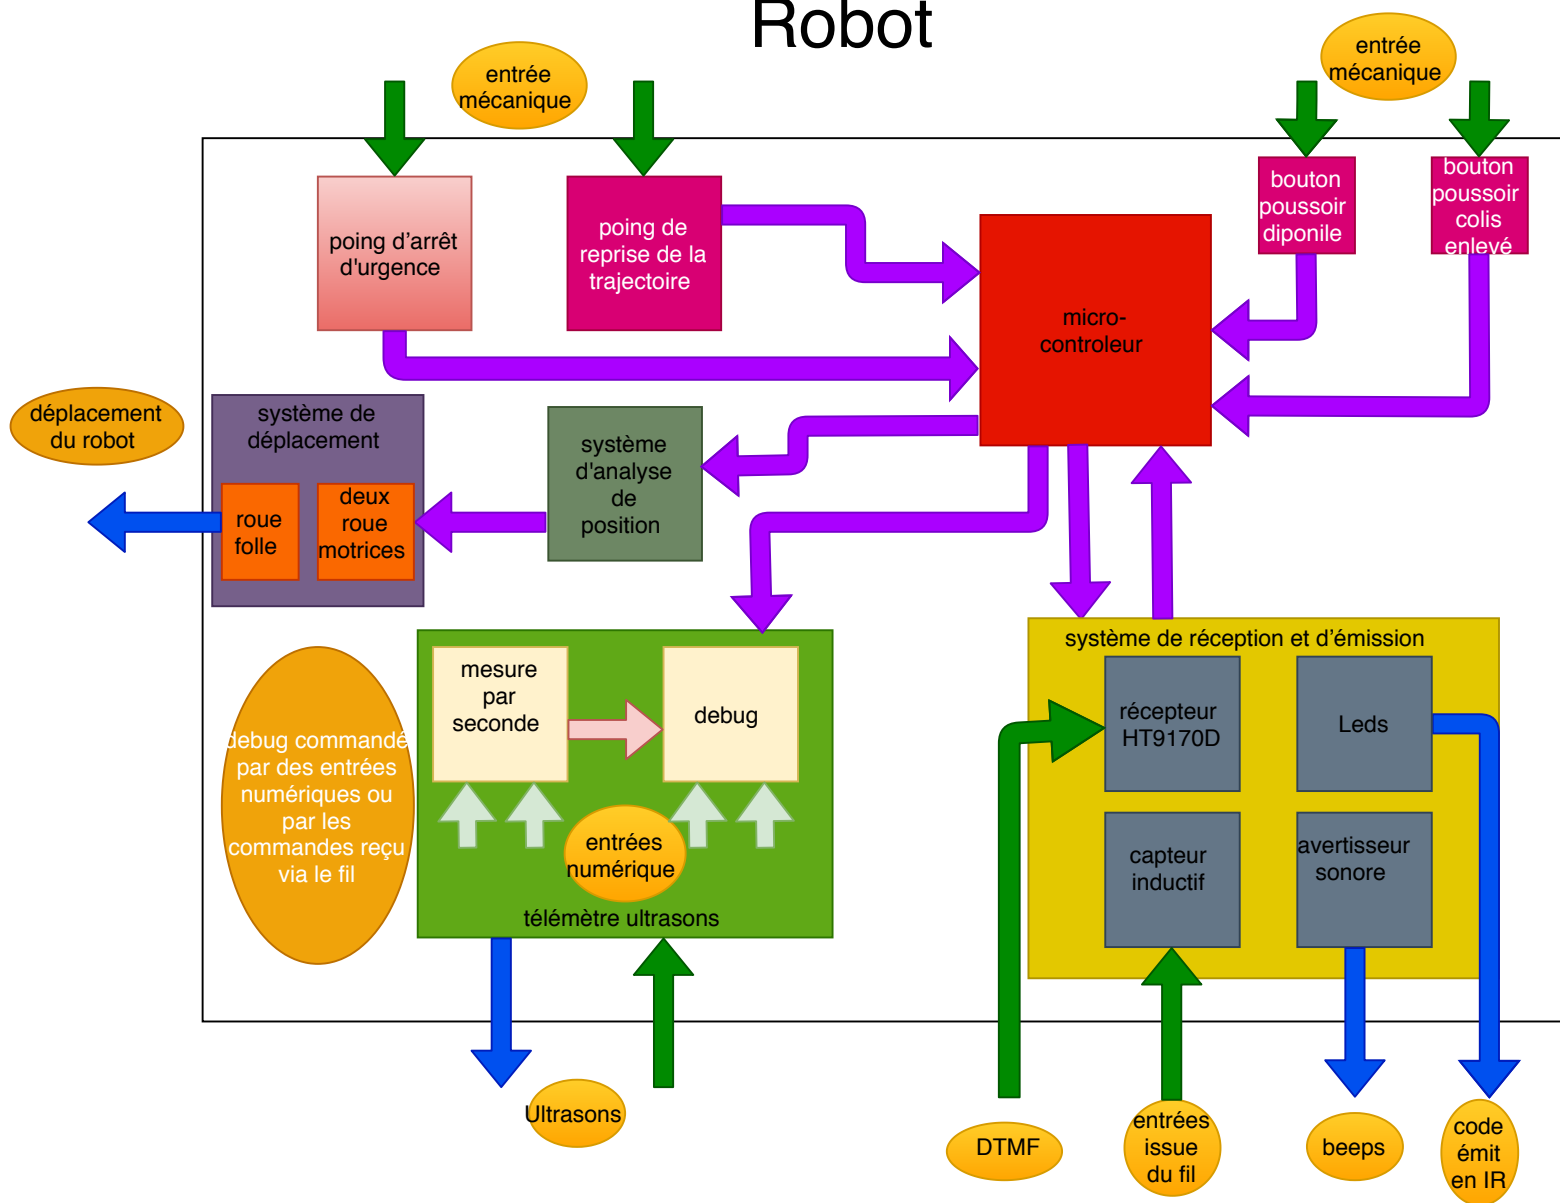 Robot
entrée
mécanique
entrée
mécanique
poing d'arrêt
d'urgence
poing de
reprise de la
trajectoire
micro-
controleur
bouton
poussoir
diponile
bouton
poussoir
colis
enlevé
déplacement
du robot
système de
déplacement
roue
folle
deux
roue
motrices
système
d'analyse
de
position
debug commandé
par des entrées
numériques ou
par les
commandes reçu
via le fil
mesure
par
seconde
debug
entrées
numérique
télémètre ultrasons
système de réception et d'émission
récepteur
HT9170D
Leds
capteur
inductif
avertisseur
sonore
Ultrasons
DTMF
entrées
issue
du fil
beeps
code
émit
en IR